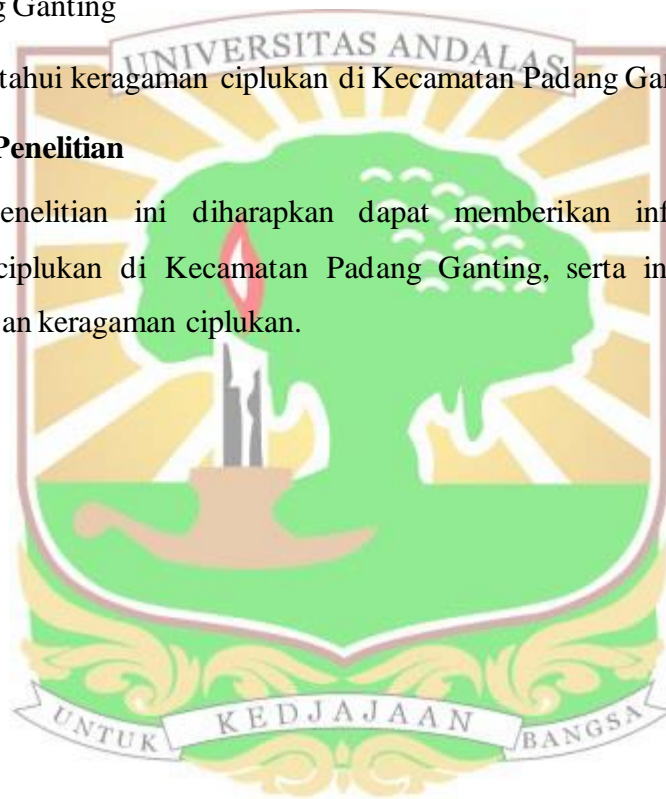 g Ganting
UNIVERSITAS ANDALAS
tahui keragaman ciplukan di Kecamatan Padang Gan
Penelitian
enelitian ini diharapkan dapat memberikan inf
ciplukan di Kecamatan Padang Ganting, serta in
an keragaman ciplukan.
UNTUK KEDJAJAAN BANGSA